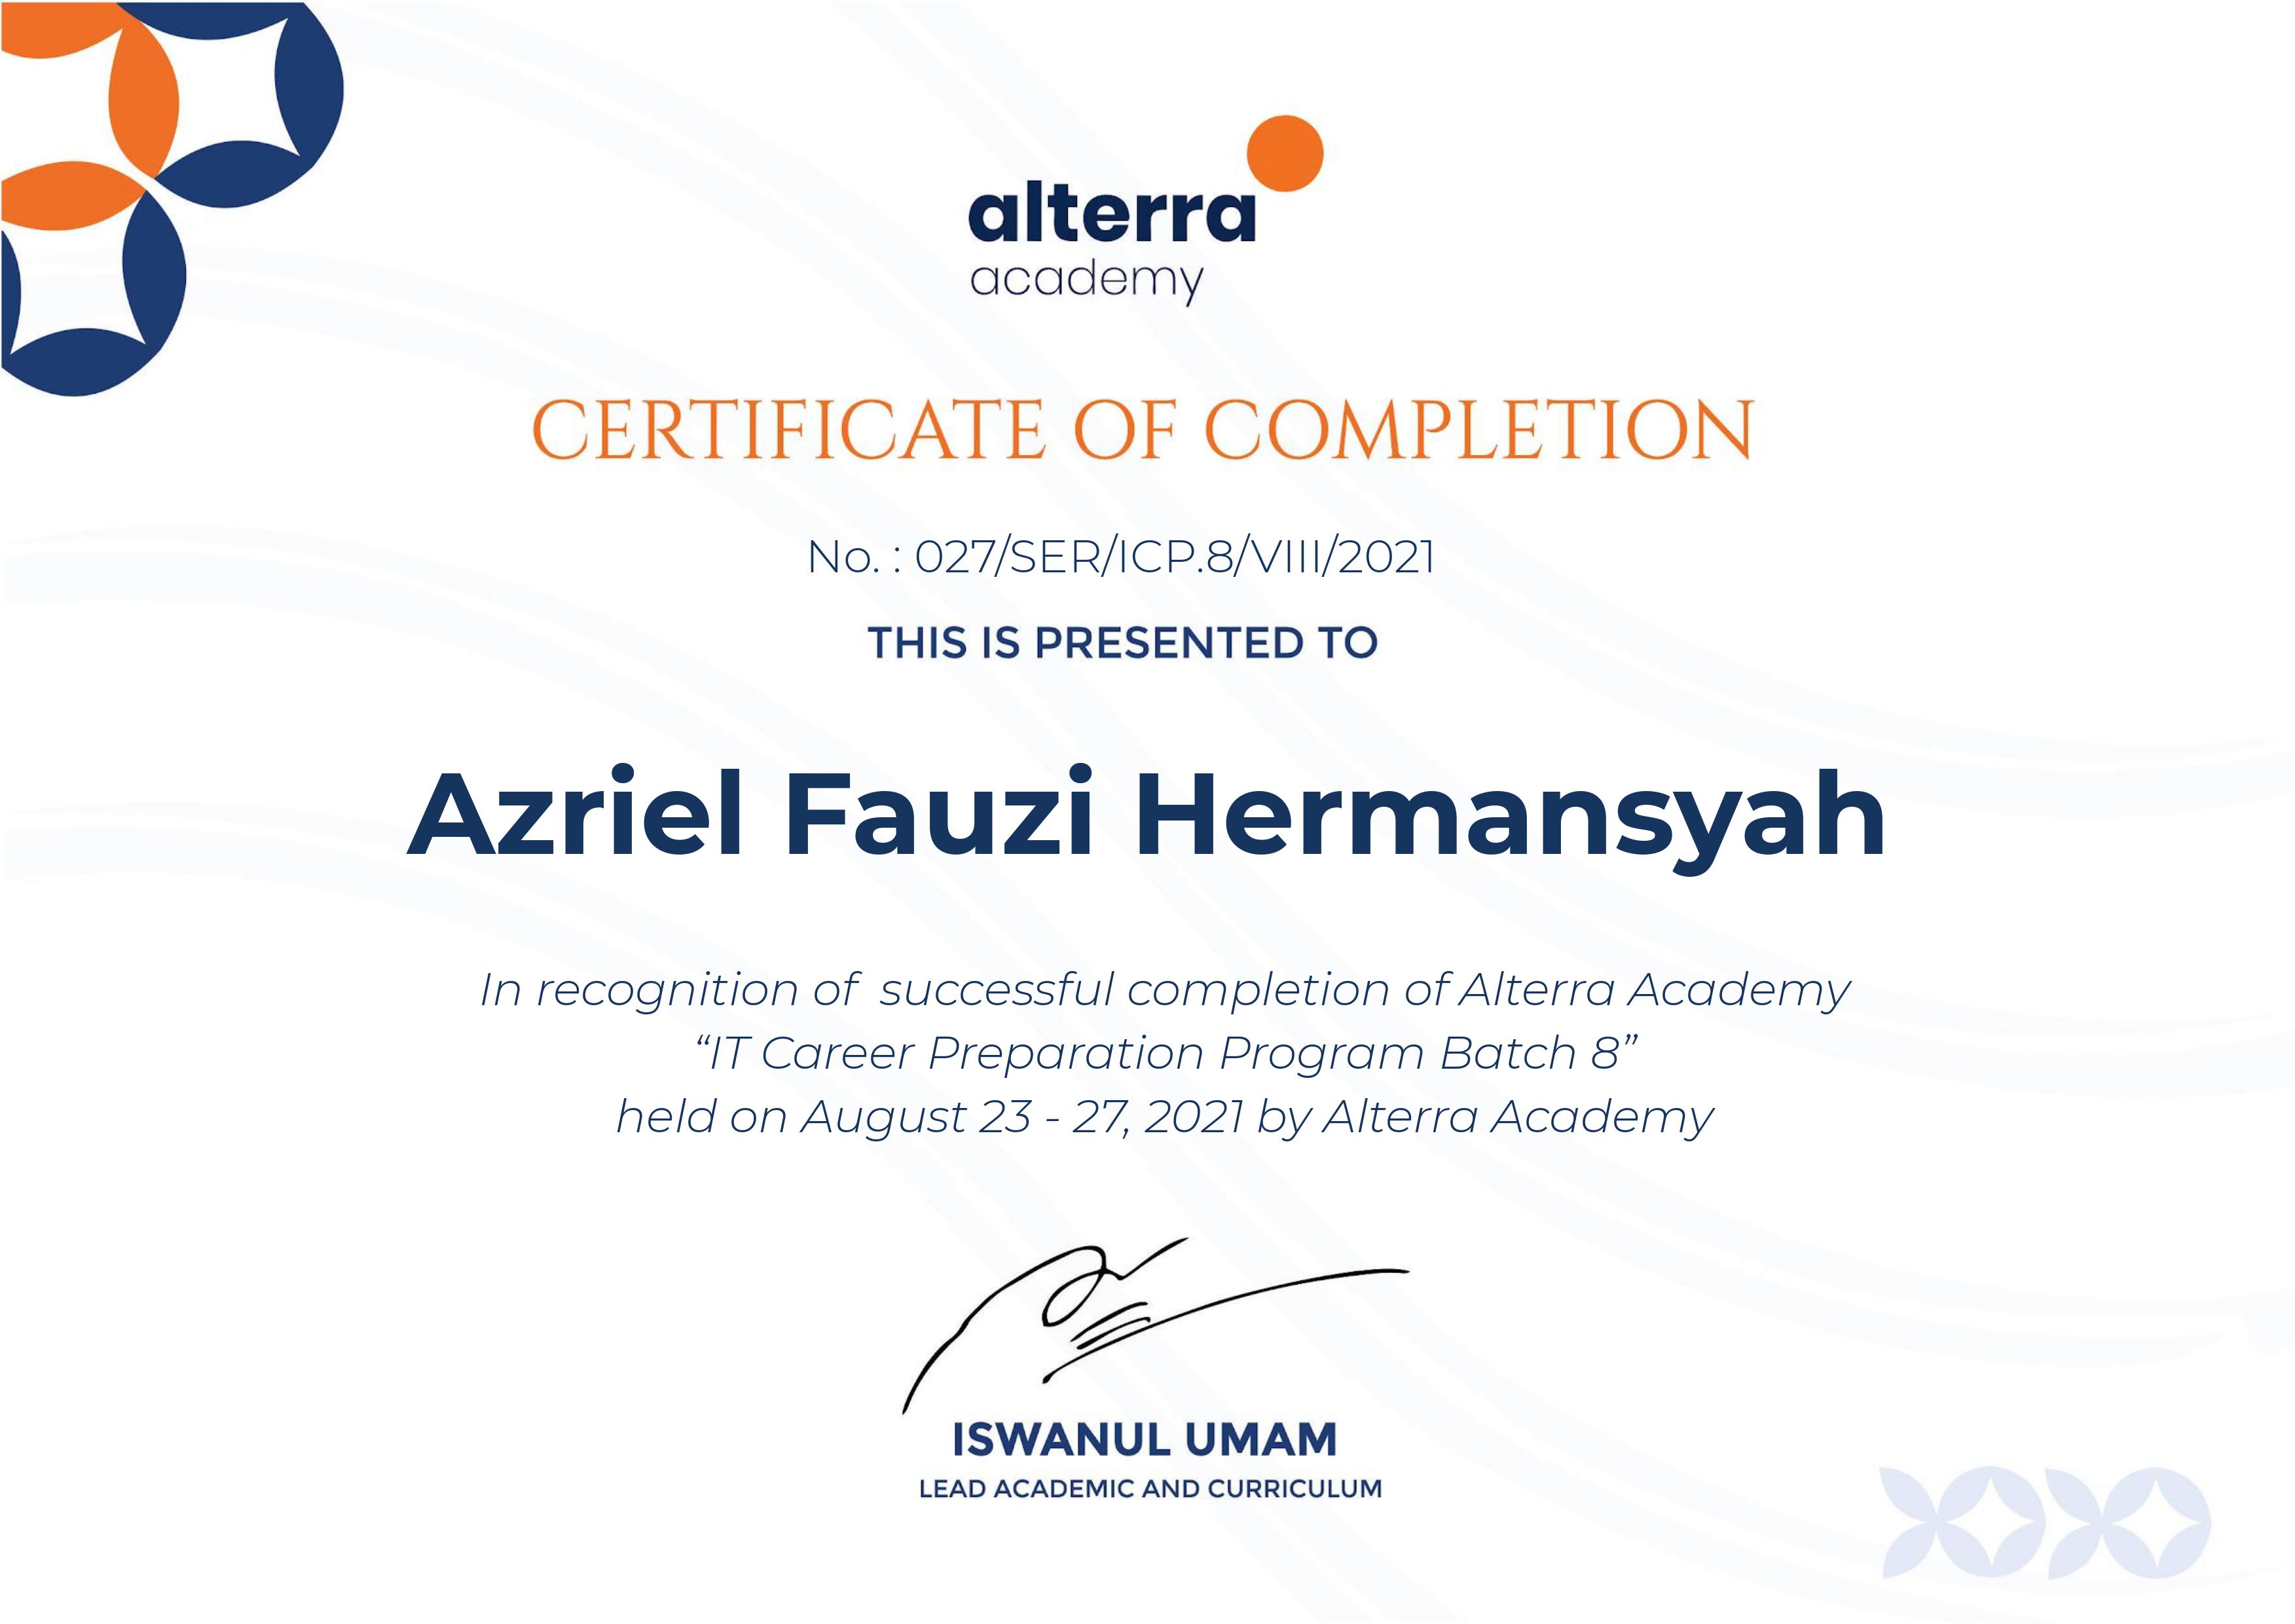 alterra
academy
CERTIFICATE OF COMPLETION
No. : 027/SER/ICP.8/VIII/2021
THIS IS PRESENTED TO
Azriel Fauzi Hermansyah
In recognition of successful completion of Alterra Academy
“IT Career Preparation Program Batch 8”
held on August 23 - 27, 2021 by Alterra Academy
ISWANUL UMAM
LEAD ACADEMIC AND CURRICULUM